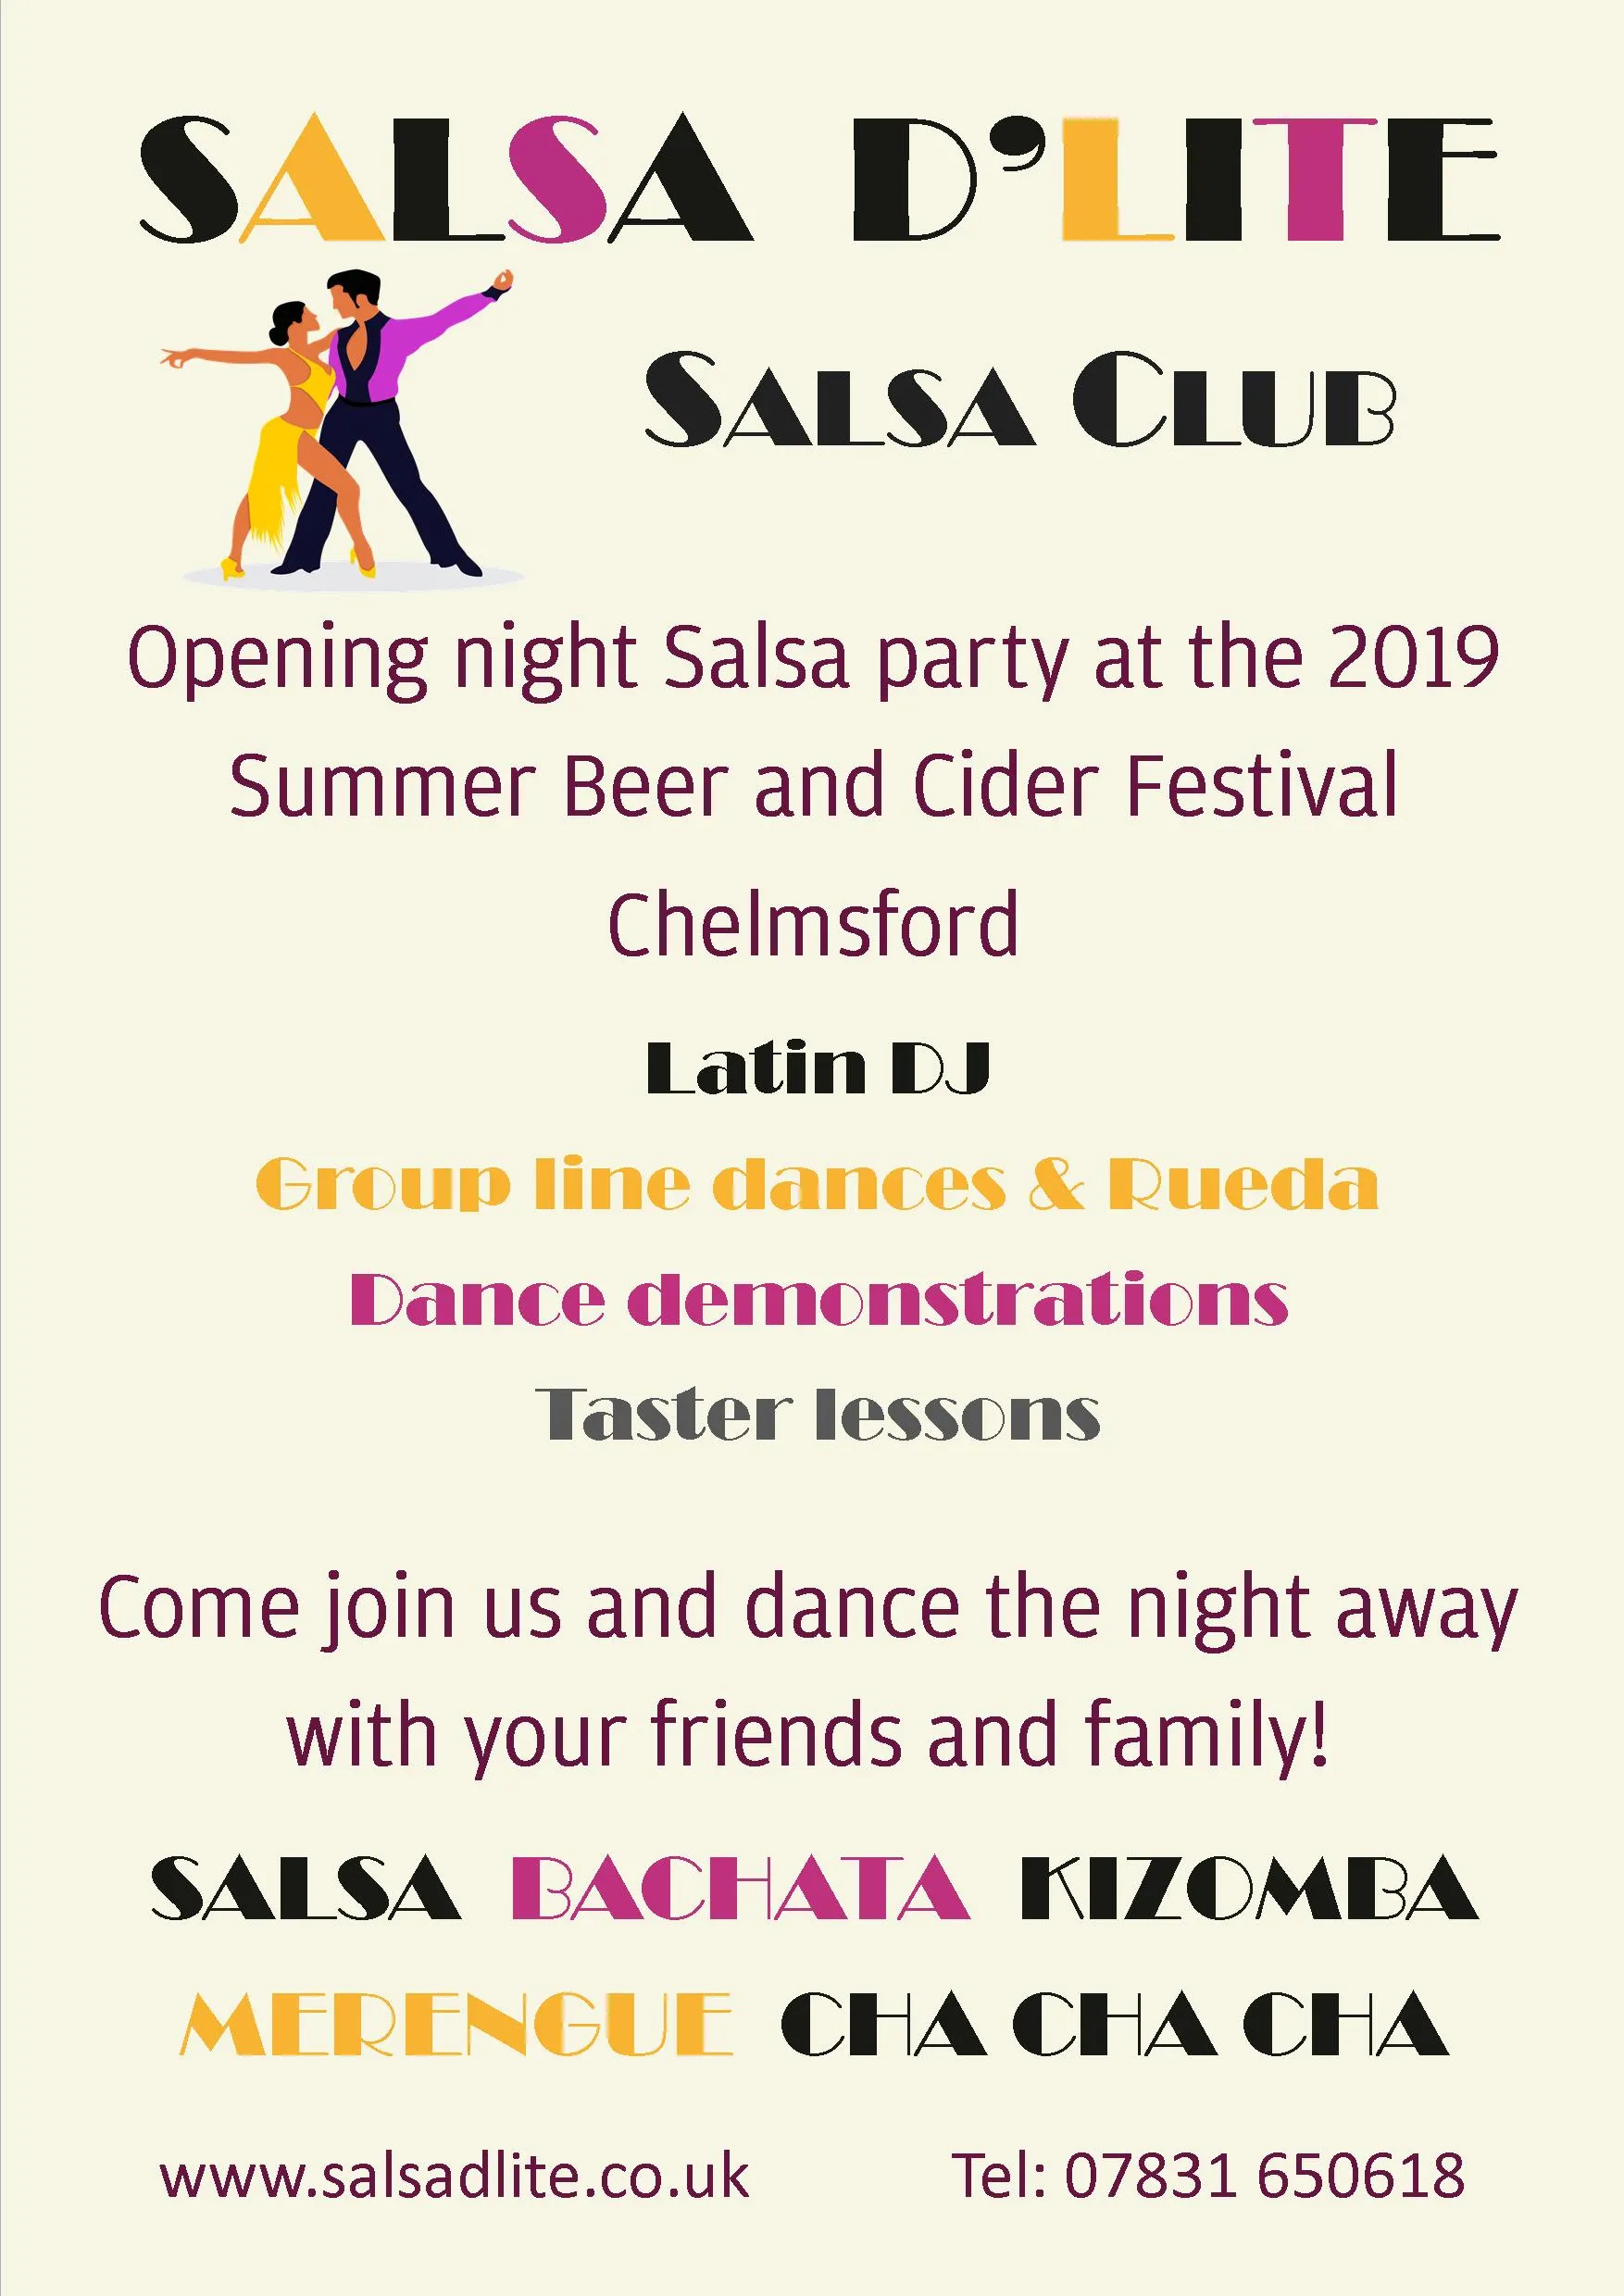 SALSA D'LITE
SALSA CLUB
Opening night Salsa party at the 2019
Summer Beer and Cider Festival
Chelmsford
Latin DJ
Group line dances & Rueda
Dance demonstrations
Taster lessons
Come join us and dance the night away
with your friends and family!
SALSA BACHATA KIZOMBA
MERENGUE CHA CHA CHA
www.salsadlite.co.uk Tel: 07831 650618